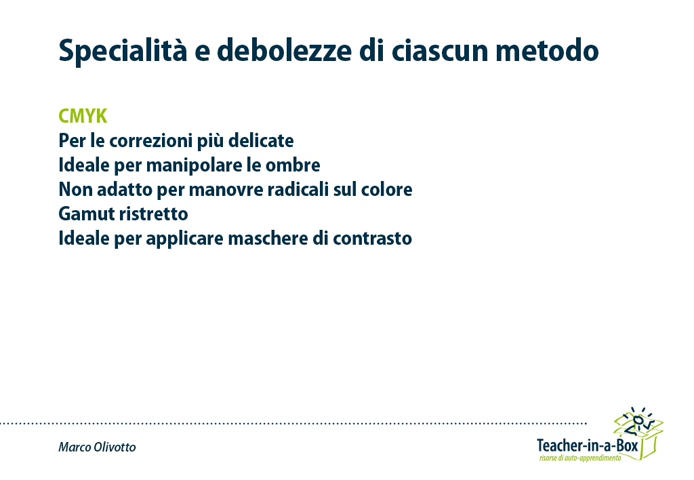 Specialità e debolezze di ciascun metodo
CMYK
Per le correzioni più delicate
Ideale per manipolare le ombre
Non adatto per manovre radicali sul colore
Gamut ristretto
Ideale per applicare maschere di contrasto
Marco Olivotto
Teacher-in-a-Box
risorse di auto-apprendimento